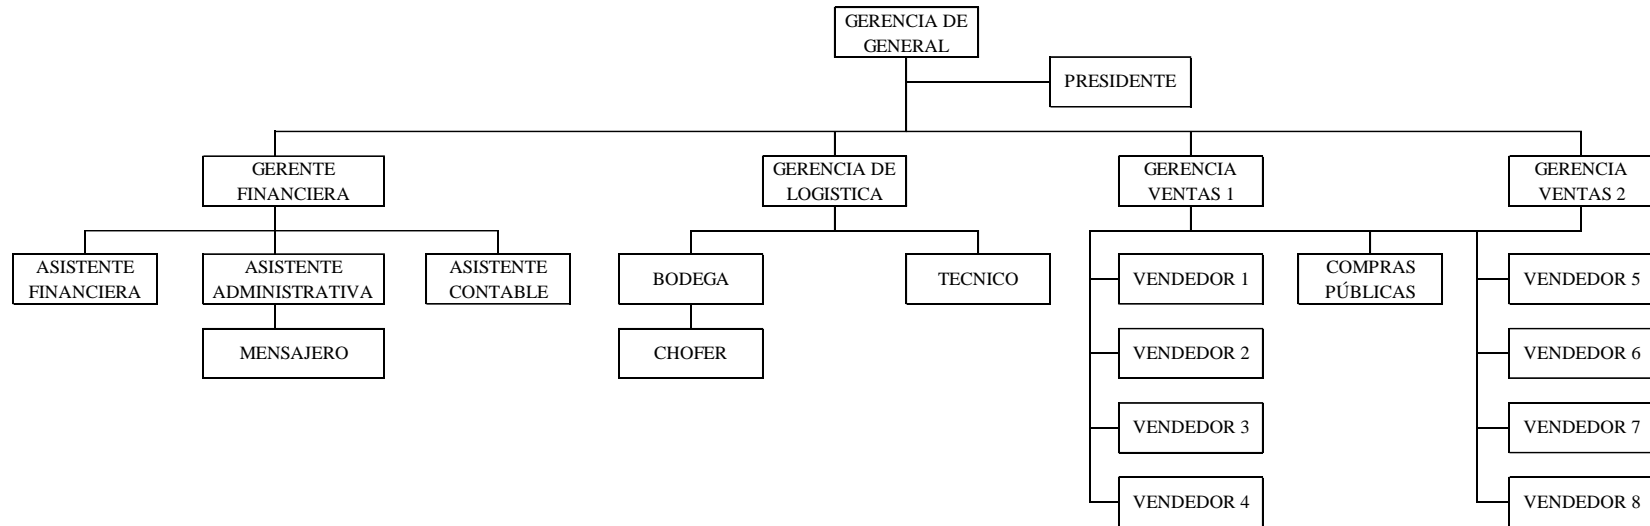 GERENCIA DE
GENERAL
PRESIDENTE
GERENTE
FINANCIERA
GERENCIA DE
LOGISTICA
GERENCIA
VENTAS 1
GERENCIA
VENTAS 2
ASISTENTE
FINANCIERA
ASISTENTE
ADMINISTRATIVA
ASISTENTE
CONTABLE
BODEGA
TECNICO
VENDEDOR 1
COMPRAS
PÚBLICAS
VENDEDOR 5
MENSAJERO
CHOFER
VENDEDOR 2
VENDEDOR 6
VENDEDOR 3
VENDEDOR 7
VENDEDOR 4
VENDEDOR 8